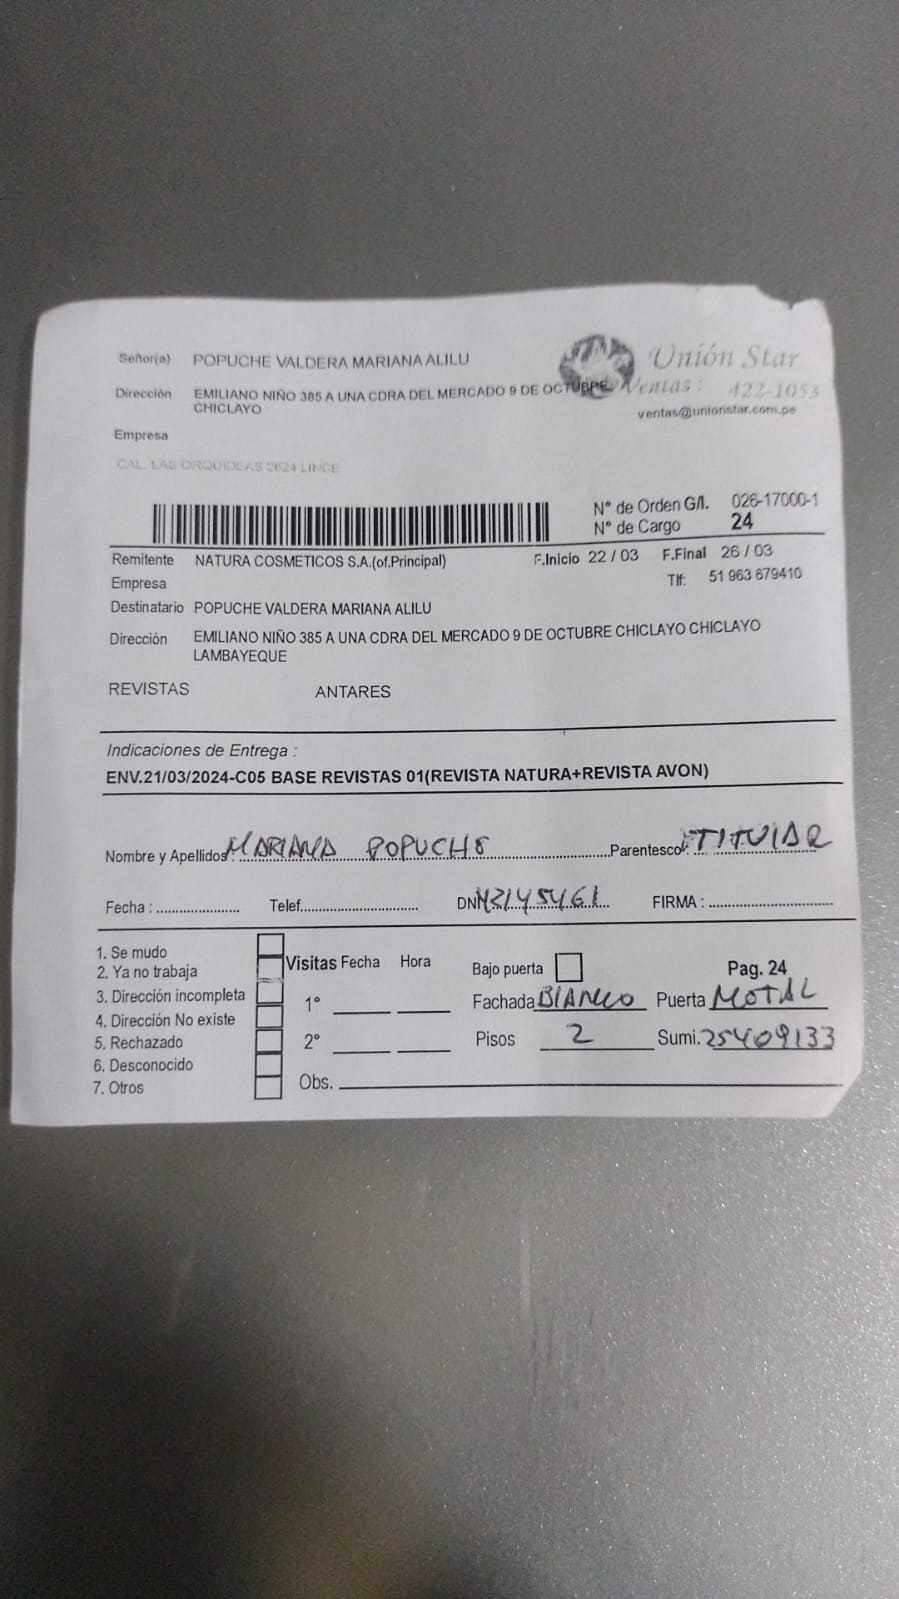 Señor(a) POPUCHE VALDERA MARIANA ALILU
Unión Star
Dirección EMILIANO NIÑO 385 A UNA CDRA DEL MERCADO 9 DE OCTUBRE
CHICLAYO
Ventas: 422-1053
ventas@unionstar.com.pe
Empresa
CAL. LAS ORQUIDEAS 2624 LINCE
N° de Orden G/I. 026-17000-1
N° de Cargo 24
Remitente NATURA COSMETICOS S.A.(of.Principal) F.Inicio 22 / 03 F.Final 26 / 03
Empresa Tlf: 51 963 679410
Destinatario POPUCHE VALDERA MARIANA ALILU
Dirección EMILIANO NIÑO 385 A UNA CDRA DEL MERCADO 9 DE OCTUBRE CHICLAYO CHICLAYO
LAMBAYEQUE
REVISTAS ANTARES
Indicaciones de Entrega :
ENV.21/03/2024-C05 BASE REVISTAS 01(REVISTA NATURA+REVISTA AVON)
Nombre y Apellidos: MARIANA POPUCHE Parentesco: TITULAR
Fecha : Telef. DNI 42145461 FIRMA :
1. Se mudo
2. Ya no trabaja
3. Dirección incompleta
4. Dirección No existe
5. Rechazado
6. Desconocido
7. Otros
Visitas Fecha Hora
1°
2°
Obs.
Bajo puerta Pag. 24
Fachada BLANCO Puerta MOTAL
Pisos 2 Sumi. 25409133